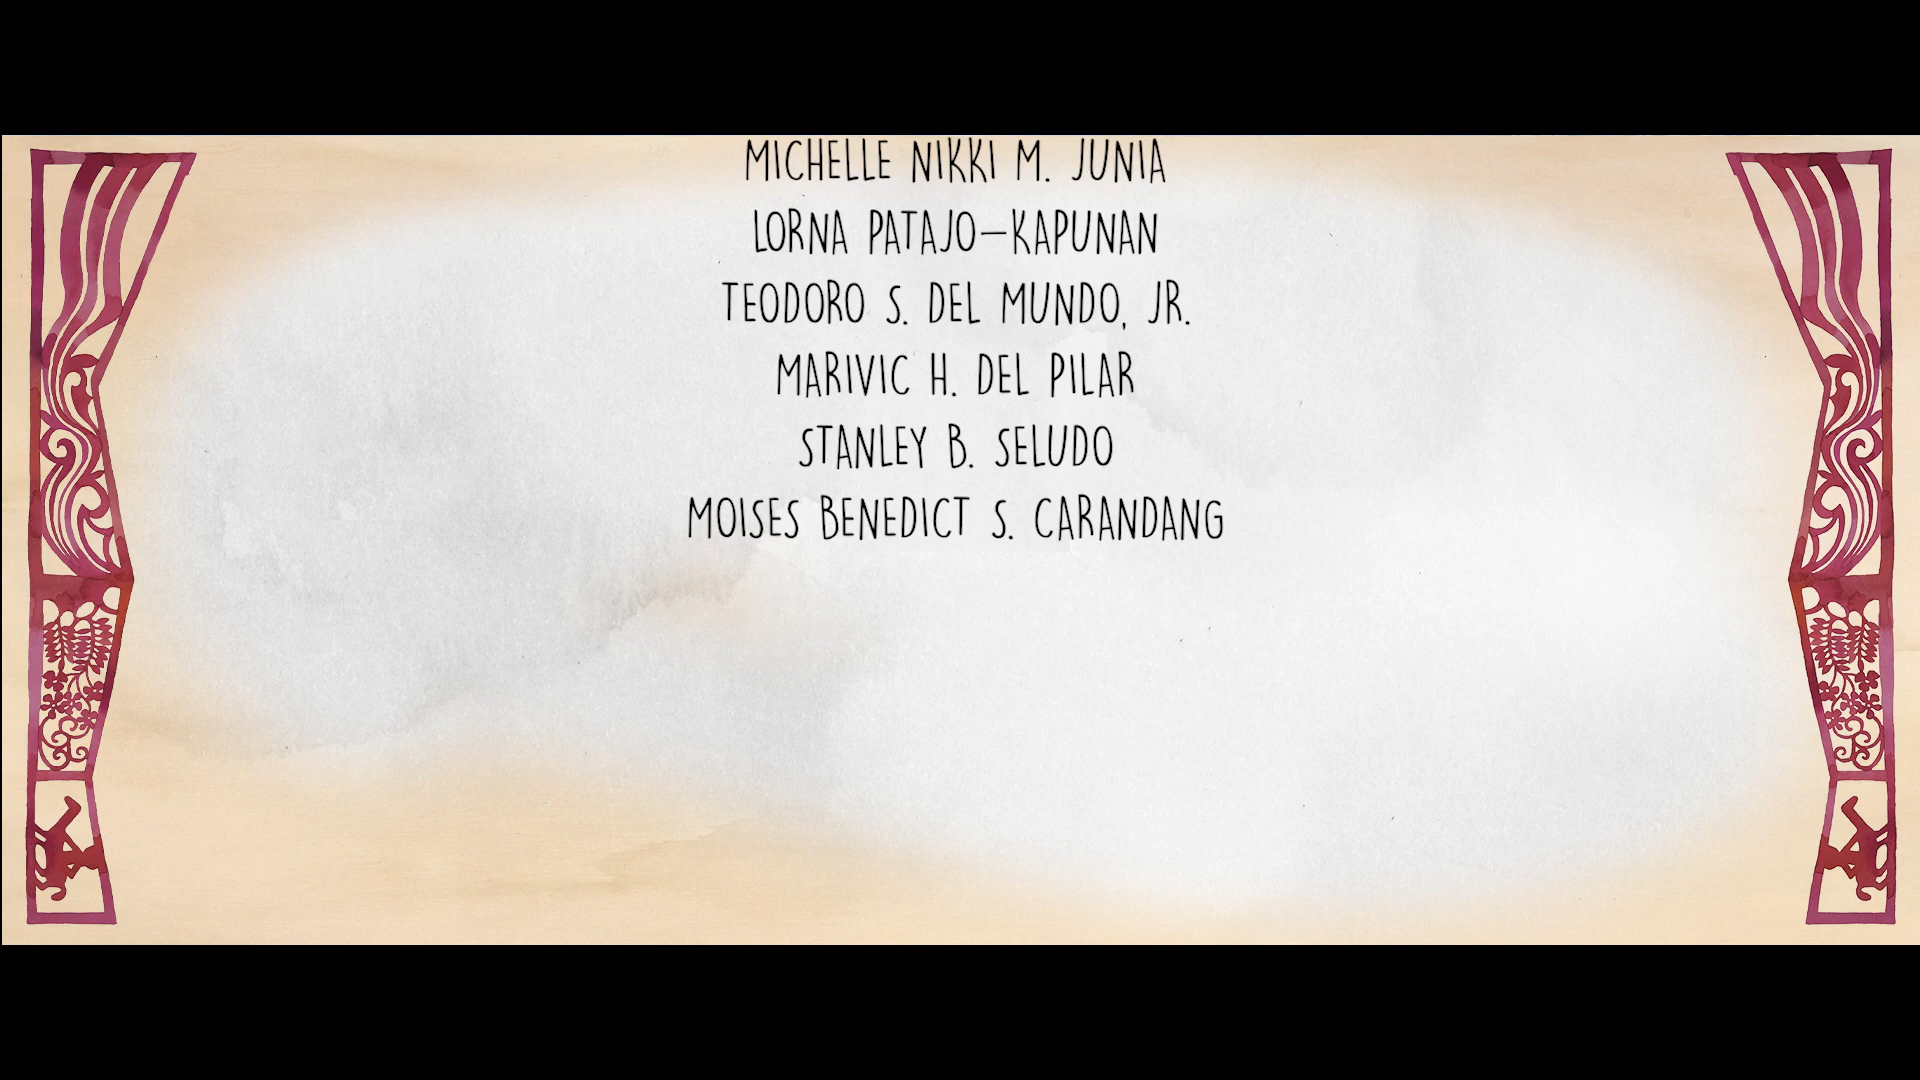 MICHELLE NIKKI M. JUNIA
LORNA PATAJO-KAPUNAN
TEODORO S. DEL MUNDO, JR.
MARIVIC H. DEL PILAR
STANLEY B. SELUDO
MOISES BENEDICT S. CARANDANG